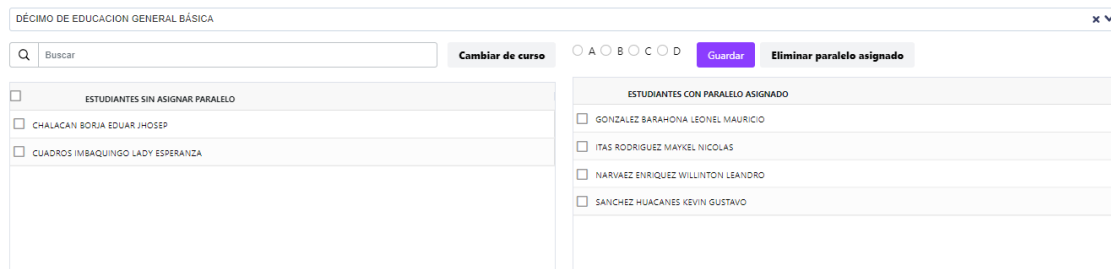 DÉCIMO DE EDUCACION GENERAL BÁSICA
Buscar
Cambiar de curso
A B C D
Guardar
Eliminar paralelo asignado
ESTUDIANTES SIN ASIGNAR PARALELO
CHALACAN BORJA EDUAR JHOSEP
CUADROS IMBAQUINGO LADY ESPERANZA
ESTUDIANTES CON PARALELO ASIGNADO
GONZALEZ BARAHONA LEONEL MAURICIO
ITAS RODRIGUEZ MAYKEL NICOLAS
NARVAEZ ENRIQUEZ WILLINTON LEANDRO
SANCHEZ HUACANES KEVIN GUSTAVO